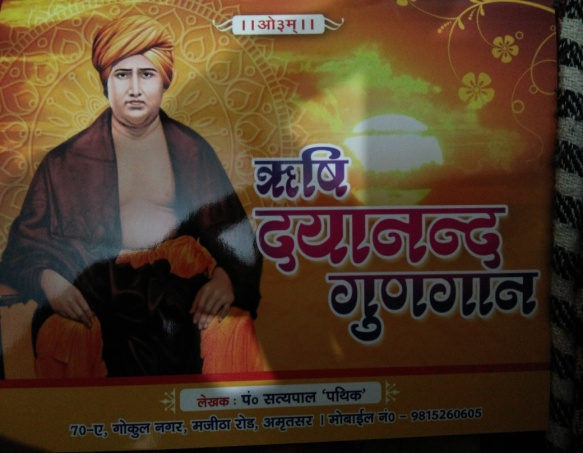 ।।ओ३म्।।
ऋषि
दयानन्द
गुणगान
लेखक : पं० सत्यपाल 'पथिक'
70-ए, गोकुल नगर, मजीठा रोड, अमृतसर । मोबाईल नं० - 9815260605